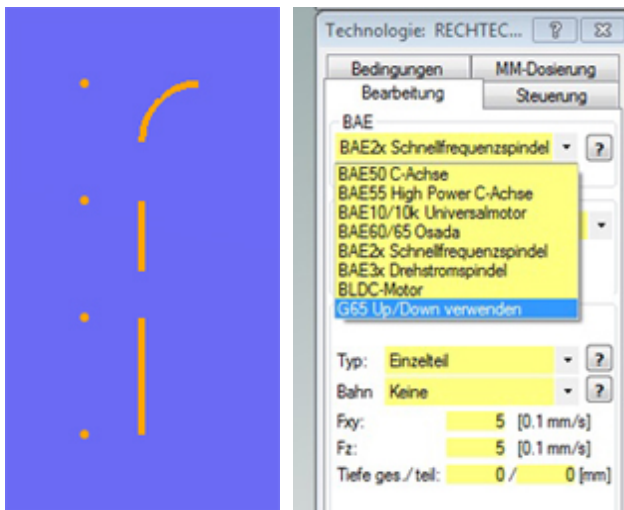 Technologie: RECHTEC...
Bedingungen
MM-Dosierung
Bearbeitung
Steuerung
BAE
BAE2x Schnellfrequenzspindel
BAE50 C-Achse
BAE55 High Power C-Achse
BAE10/10k Universalmotor
BAE60/65 Osada
BAE2x Schnellfrequenzspindel
BAE3x Drehstromspindel
BLDC-Motor
G65 Up/Down verwenden
Typ: Einzelteil ?
Bahn Keine ?
Fxy: 5 [0.1 mm/s]
Fz: 5 [0.1 mm/s]
Tiefe ges./teil: 0 / 0 [mm]